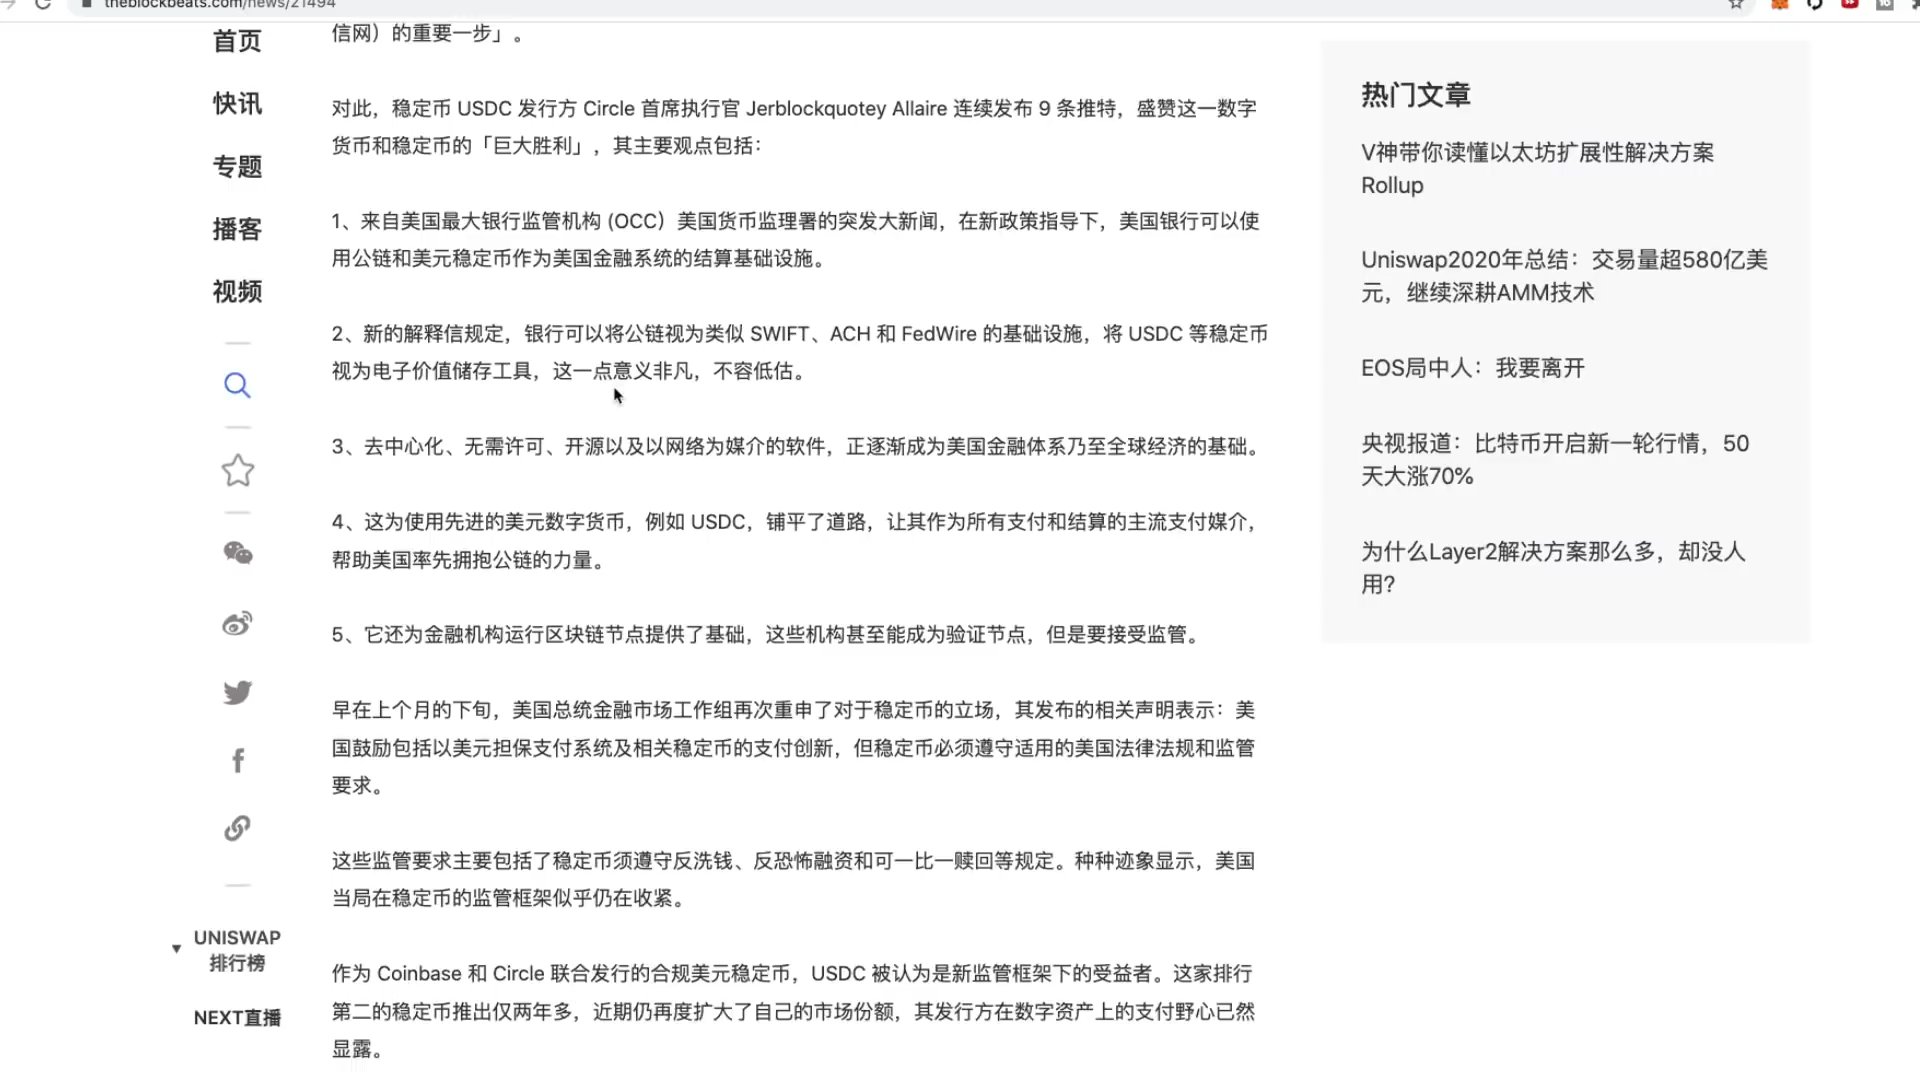 theblockbeats.com/news/21494
首页
快讯
专题
播客
视频
UNISWAP
排行榜
NEXT直播
信网）的重要一步」。
对此，稳定币 USDC 发行方 Circle 首席执行官 Jerblockquotey Allaire 连续发布 9 条推特，盛赞这一数字
货币和稳定币的「巨大胜利」，其主要观点包括：
1、来自美国最大银行监管机构 (OCC）美国货币监理署的突发大新闻，在新政策指导下，美国银行可以使
用公链和美元稳定币作为美国金融系统的结算基础设施。
2、新的解释信规定，银行可以将公链视为类似 SWIFT、ACH 和 FedWire 的基础设施，将 USDC 等稳定币
视为电子价值储存工具，这一点意义非凡，不容低估。
3、去中心化、无需许可、开源以及以网络为媒介的软件，正逐渐成为美国金融体系乃至全球经济的基础。
4、这为使用先进的美元数字货币，例如 USDC，铺平了道路，让其作为所有支付和结算的主流支付媒介，
帮助美国率先拥抱公链的力量。
5、它还为金融机构运行区块链节点提供了基础，这些机构甚至能成为验证节点，但是要接受监管。
早在上个月的下旬，美国总统金融市场工作组再次重申了对于稳定币的立场，其发布的相关声明表示：美
国鼓励包括以美元担保支付系统及相关稳定币的支付创新，但稳定币必须遵守适用的美国法律法规和监管
要求。
这些监管要求主要包括了稳定币须遵守反洗钱、反恐怖融资和可一比一赎回等规定。种种迹象显示，美国
当局在稳定币的监管框架似乎仍在收紧。
作为 Coinbase 和 Circle 联合发行的合规美元稳定币，USDC 被认为是新监管框架下的受益者。这家排行
第二的稳定币推出仅两年多，近期仍再度扩大了自己的市场份额，其发行方在数字资产上的支付野心已然
显露。
热门文章
V神带你读懂以太坊扩展性解决方案
Rollup
Uniswap2020年总结：交易量超580亿美
元，继续深耕AMM技术
EOS局中人：我要离开
央视报道：比特币开启新一轮行情，50
天大涨70%
为什么Layer2解决方案那么多，却没人
用?